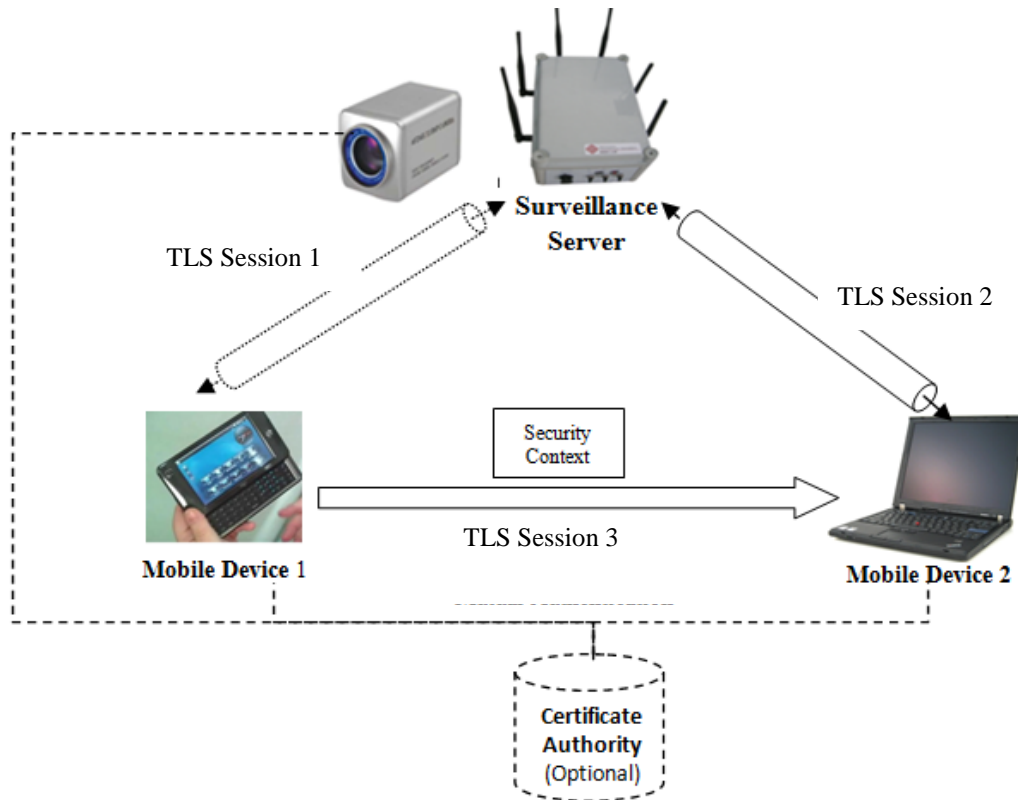 Surveillance
Server
TLS Session 1
TLS Session 2
Security
Context
TLS Session 3
Mobile Device 1
Mobile Device 2
Certificate
Authority
(Optional)